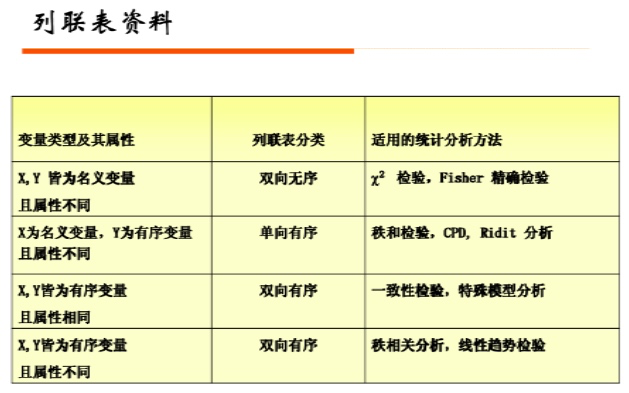 列联表资料
变量类型及其属性 列联表分类 适用的统计分析方法
X,Y 皆为名义变量 双向无序 χ² 检验，Fisher 精确检验
且属性不同
X为名义变量，Y为有序变量 单向有序 秩和检验，CPD, Ridit 分析
且属性不同
X,Y皆为有序变量 双向有序 一致性检验，特殊模型分析
且属性相同
X,Y皆为有序变量 双向有序 秩相关分析，线性趋势检验
且属性不同